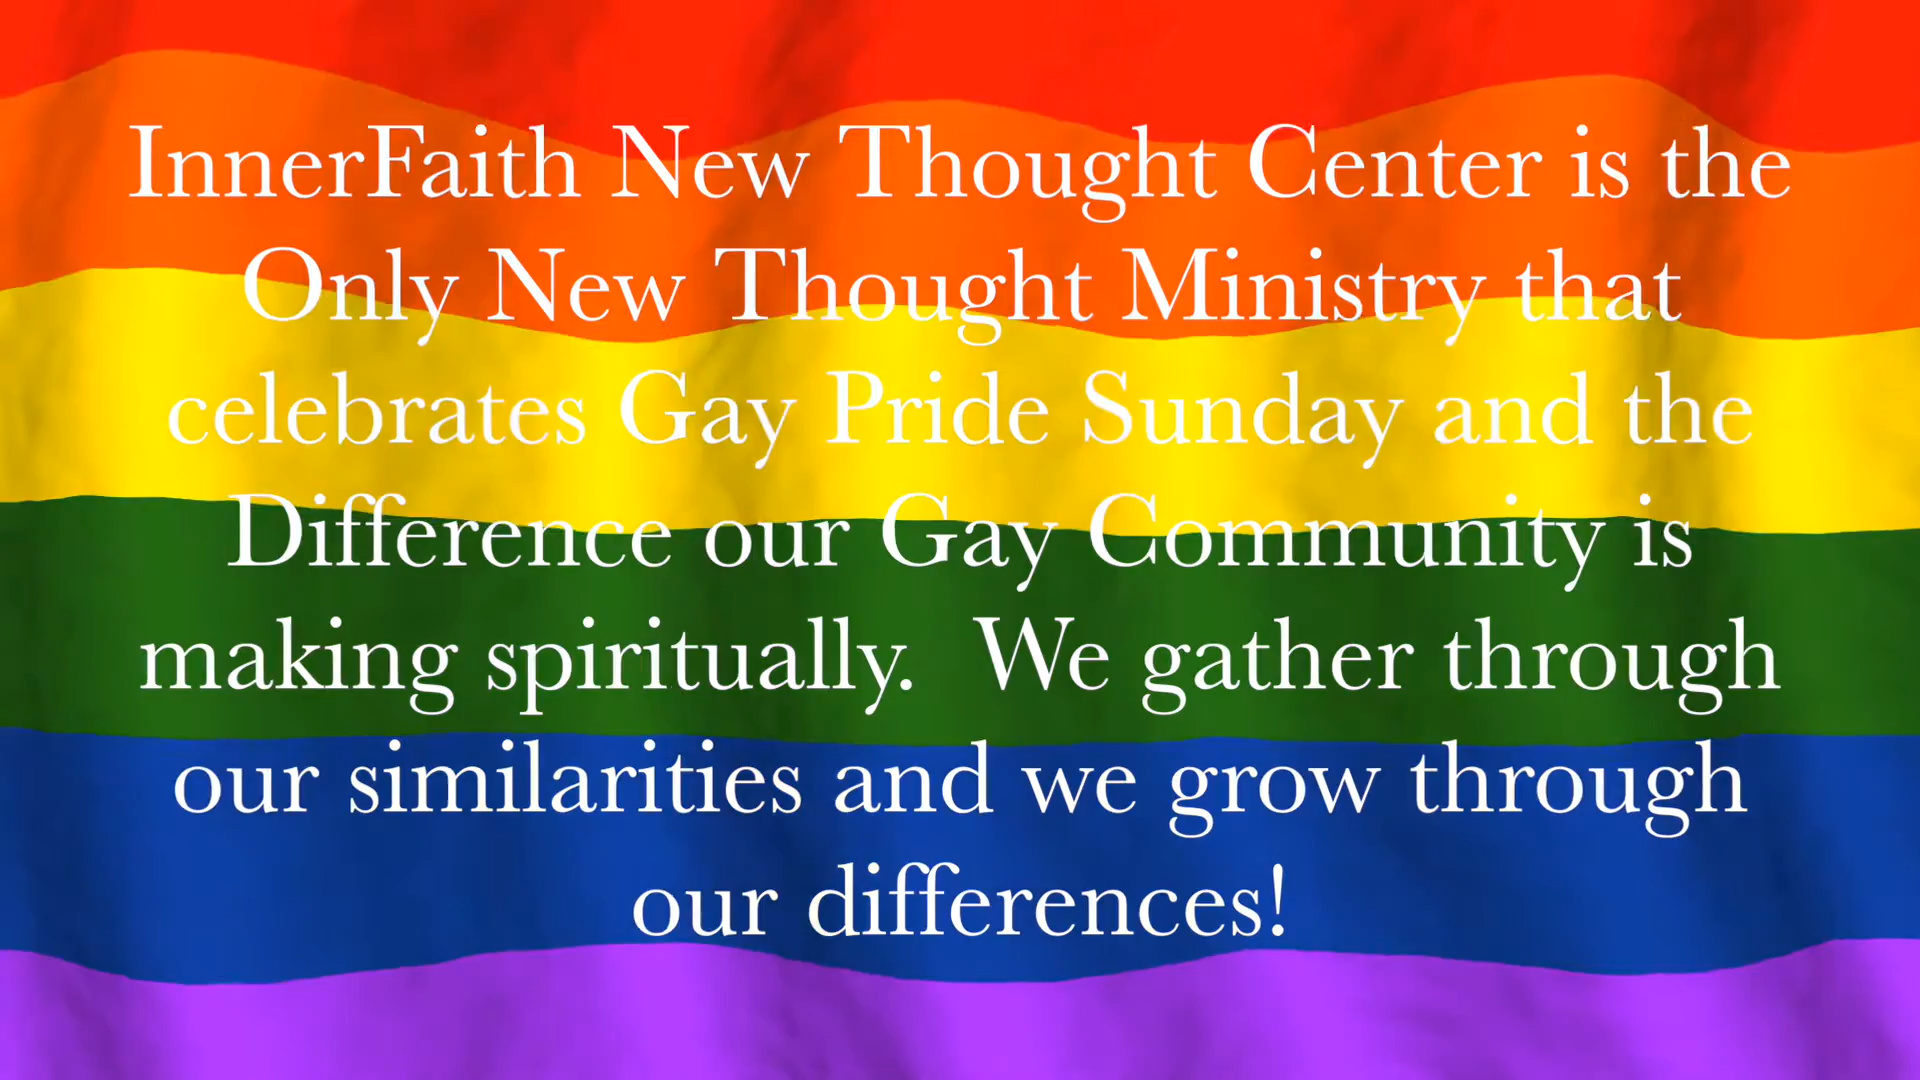 InnerFaith New Thought Center is the
Only New Thought Ministry that
celebrates Gay Pride Sunday and the
Difference our Gay Community is
making spiritually.  We gather through
our similarities and we grow through
our differences!